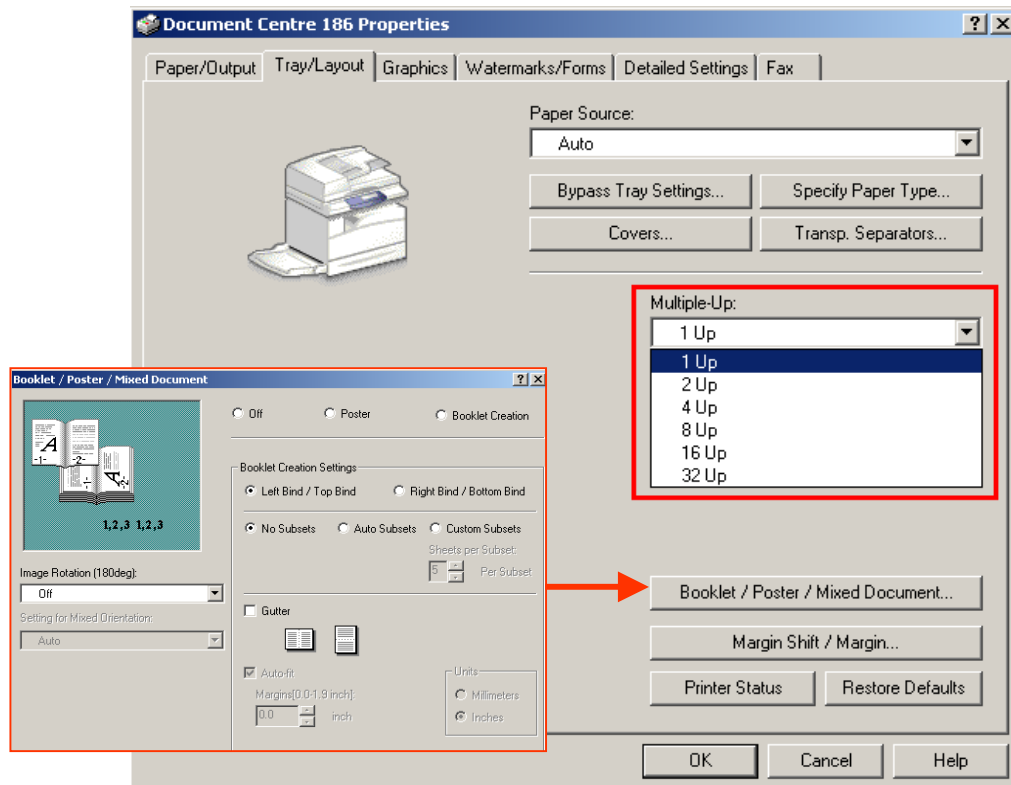 Document Centre 186 Properties
Paper/Output Tray/Layout Graphics Watermarks/Forms Detailed Settings Fax
Paper Source:
Auto
Bypass Tray Settings... Specify Paper Type...
Covers... Transp. Separators...
Multiple-Up:
1 Up
1 Up
2 Up
4 Up
8 Up
16 Up
32 Up
Booklet / Poster / Mixed Document...
Margin Shift / Margin...
Printer Status Restore Defaults
OK Cancel Help
Booklet / Poster / Mixed Document
Off Poster Booklet Creation
A
-1- -2-
A
-1- -2-
1,2,3 1,2,3
Image Rotation (180deg):
Off
Setting for Mixed Orientation:
Auto
Booklet Creation Settings
Left Bind / Top Bind Right Bind / Bottom Bind
No Subsets Auto Subsets Custom Subsets
Sheets per Subset:
5 Per Subset
Gutter
Auto-fit
Margins[0.0-1.9 inch]:
0.0 inch
Units
Millimeters
Inches